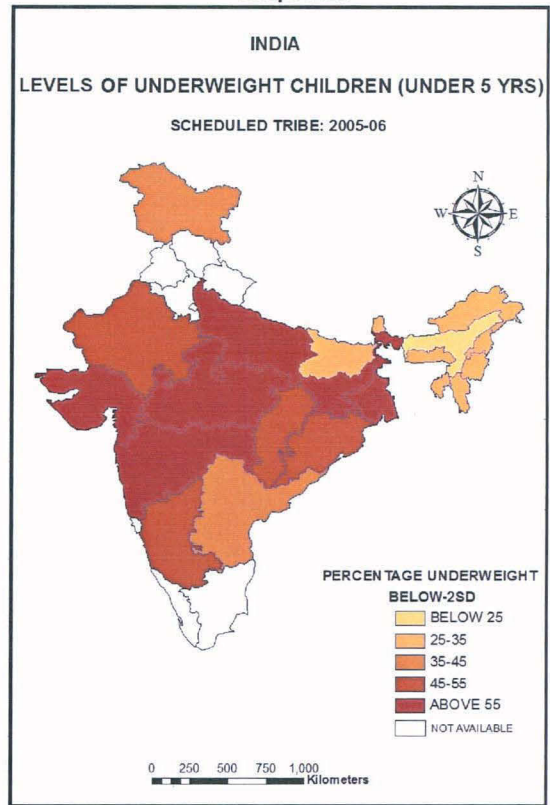 INDIA
LEVELS OF UNDERWEIGHT CHILDREN (UNDER 5 YRS)
SCHEDULED TRIBE: 2005-06
N
W E
S
PERCENTAGE UNDERWEIGHT
BELOW-2SD
BELOW 25
25-35
35-45
45-55
ABOVE 55
NOT AVAILABLE
0 250 500 750 1,000
Kilometers